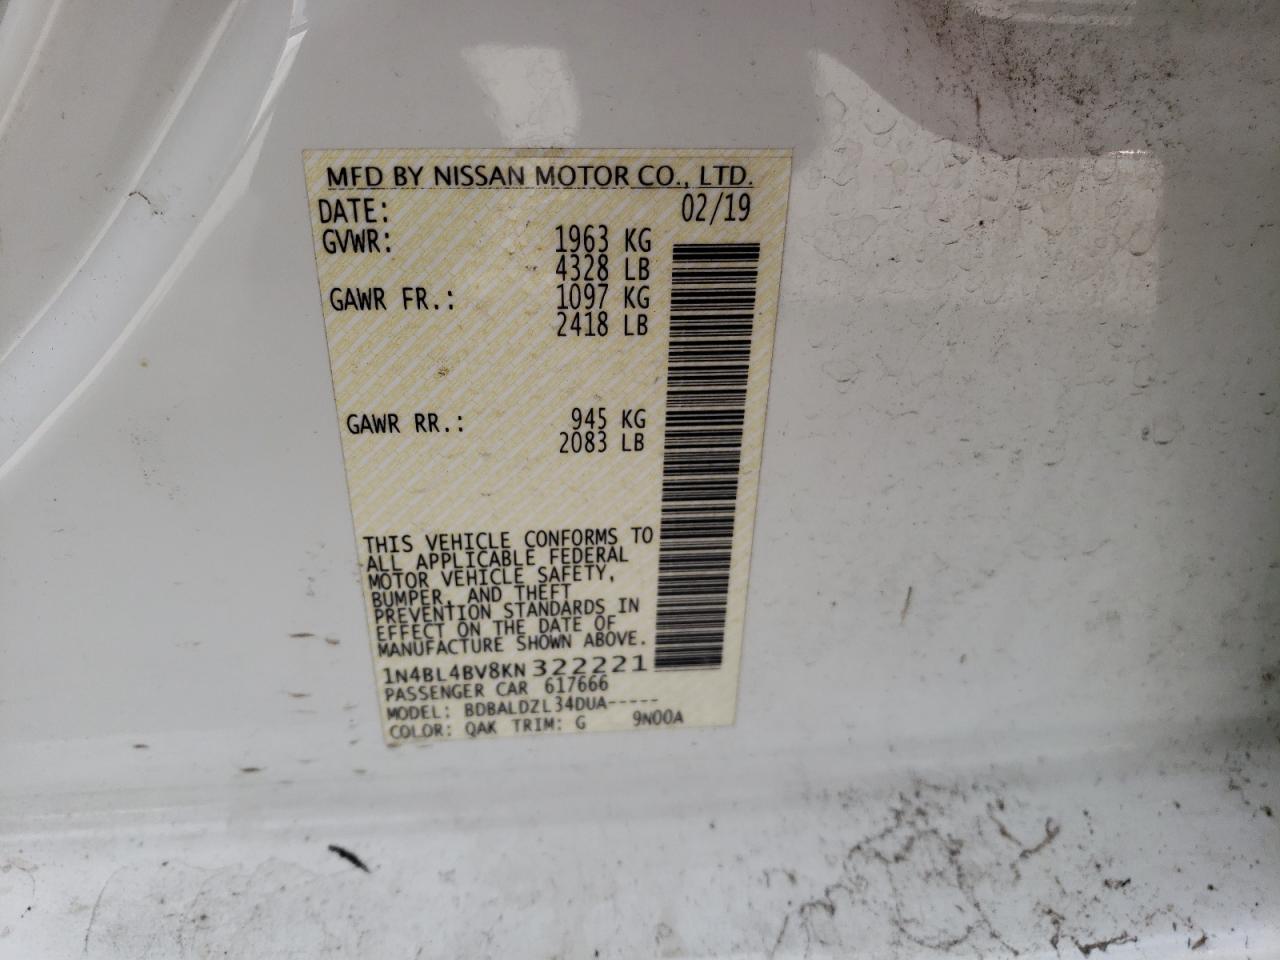 MFD BY NISSAN MOTOR CO., LTD.
DATE: 02/19
GVWR: 1963 KG
4328 LB
GAWR FR.: 1097 KG
2418 LB
GAWR RR.: 945 KG
2083 LB
THIS VEHICLE CONFORMS TO
ALL APPLICABLE FEDERAL
MOTOR VEHICLE SAFETY,
BUMPER, AND THEFT
PREVENTION STANDARDS IN
EFFECT ON THE DATE OF
MANUFACTURE SHOWN ABOVE.
1N4BL4BV8KN322221
PASSENGER CAR 617666
MODEL: BDBALDZL34DUA-----
COLOR: QAK TRIM: G 9N00A